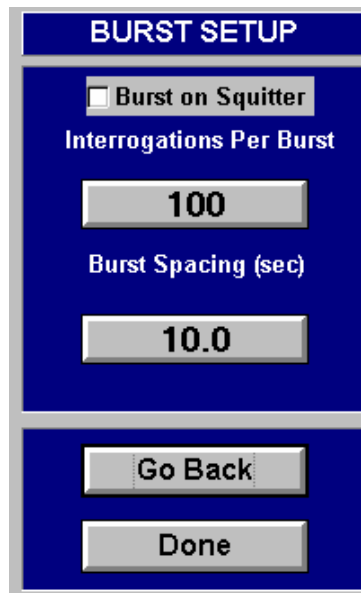 BURST SETUP
Burst on Squitter
Interrogations Per Burst
100
Burst Spacing (sec)
10.0
Go Back
Done